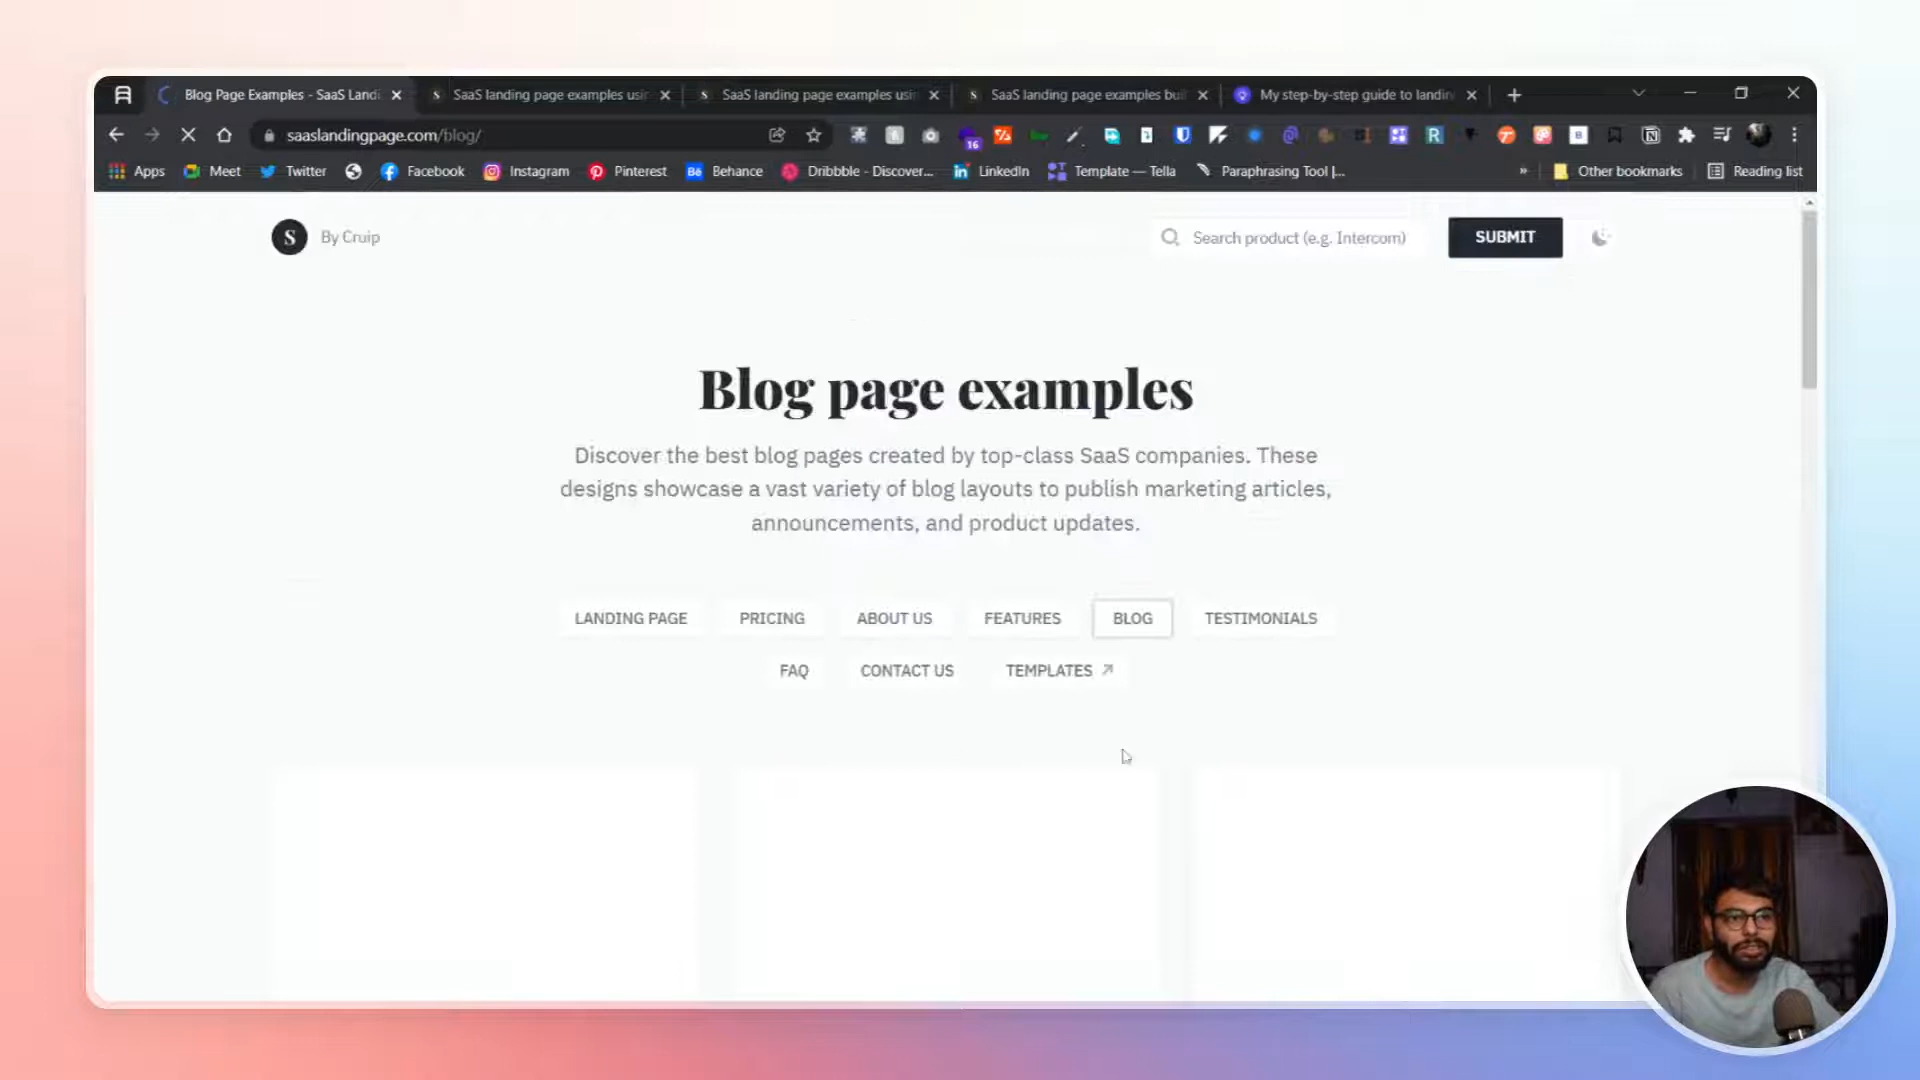 Blog Page Examples - SaaS Landi
SaaS landing page examples usin
SaaS landing page examples usin
SaaS landing page examples bui
My step-by-step guide to landin
saaslandingpage.com/blog/
16
Apps
Meet
Twitter
Facebook
Instagram
Pinterest
Behance
Dribbble - Discover...
LinkedIn
Template — Tella
Paraphrasing Tool |...
»
Other bookmarks
Reading list
S
By Cruip
Search product (e.g. Intercom)
SUBMIT
Blog page examples
Discover the best blog pages created by top-class SaaS companies. These
designs showcase a vast variety of blog layouts to publish marketing articles,
announcements, and product updates.
LANDING PAGE
PRICING
ABOUT US
FEATURES
BLOG
TESTIMONIALS
FAQ
CONTACT US
TEMPLATES